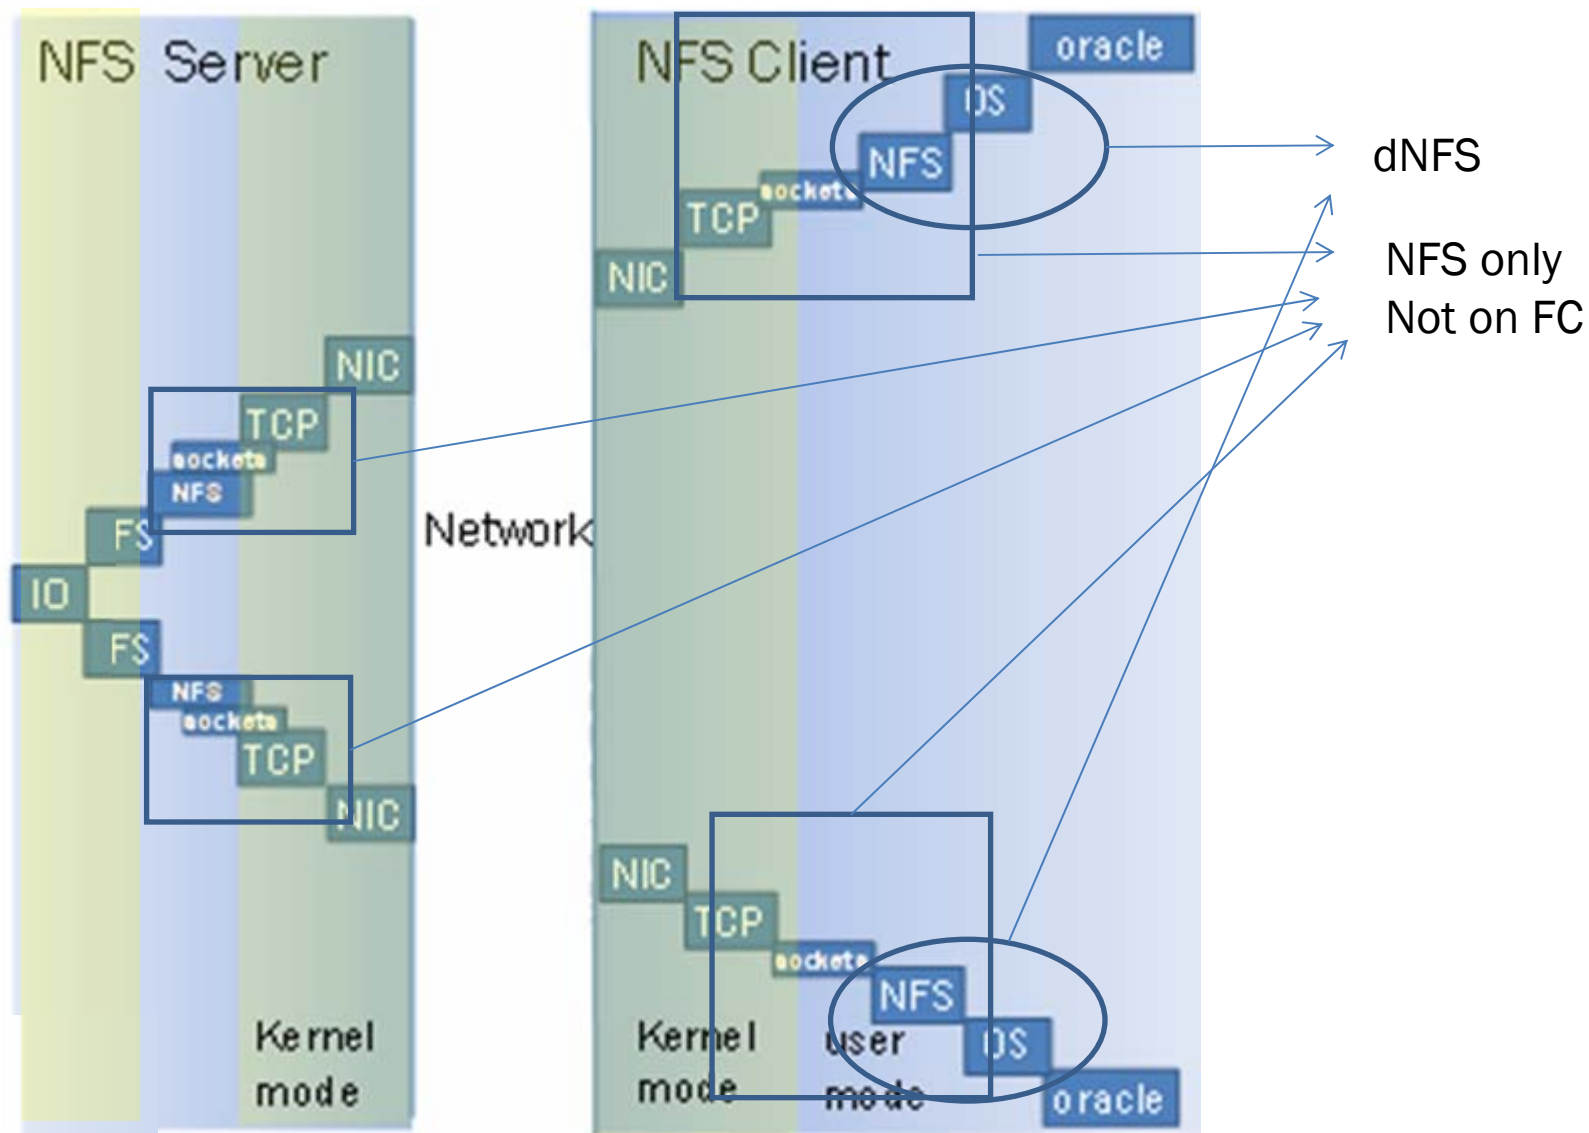 NFS Server
NFS Client
oracle
OS
NFS
sockets
TCP
NIC
dNFS
NFS only
Not on FC
NIC
TCP
sockets
NFS
FS
IO
Network
FS
NFS
sockets
TCP
NIC
NIC
TCP
sockets
NFS
OS
oracle
Kernel
mode
Kernel
mode
user
mode